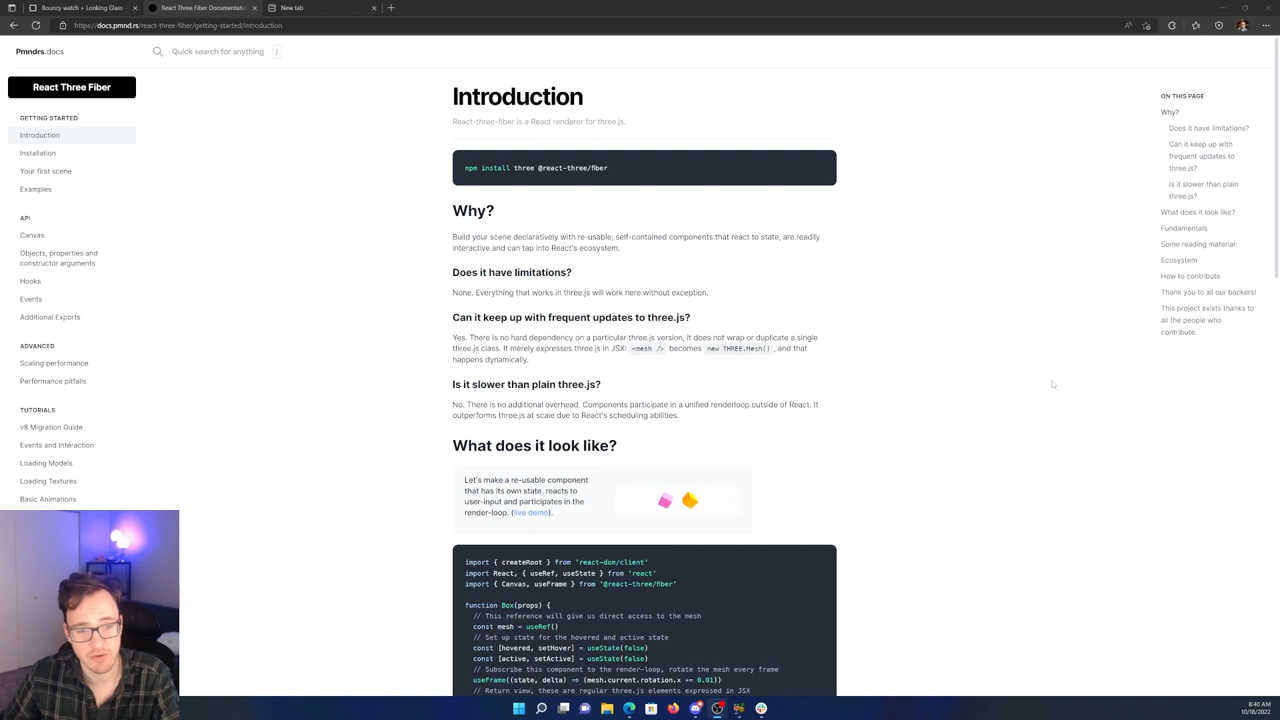 Bouncy watch + Looking Glass
React Three Fiber Documentatio
New tab
https://docs.pmnd.rs/react-three-fiber/getting-started/introduction
Pmndrs.docs
Quick search for anything
/
React Three Fiber
GETTING STARTED
Introduction
Installation
Your first scene
Examples
API
Canvas
Objects, properties and
constructor arguments
Hooks
Events
Additional Exports
ADVANCED
Scaling performance
Performance pitfalls
TUTORIALS
v8 Migration Guide
Events and Interaction
Loading Models
Loading Textures
Basic Animations
Introduction
React-three-fiber is a React renderer for three.js.
npm install three @react-three/fiber
Why?
Build your scene declaratively with re-usable, self-contained components that react to state, are readily
interactive and can tap into React's ecosystem.
Does it have limitations?
None. Everything that works in three.js will work here without exception.
Can it keep up with frequent updates to three.js?
Yes. There is no hard dependency on a particular three.js version, it does not wrap or duplicate a single
three.js class. It merely expresses three.js in JSX: <mesh /> becomes new THREE.Mesh(), and that
happens dynamically.
Is it slower than plain three.js?
No. There is no additional overhead. Components participate in a unified renderloop outside of React. It
outperforms three.js at scale due to React's scheduling abilities.
What does it look like?
Let's make a re-usable component
that has its own state, reacts to
user-input and participates in the
render-loop. (live demo).
import { createRoot } from 'react-dom/client'
import React, { useRef, useState } from 'react'
import { Canvas, useFrame } from '@react-three/fiber'
function Box(props) {
// This reference will give us direct access to the mesh
const mesh = useRef()
// Set up state for the hovered and active state
const [hovered, setHover] = useState(false)
const [active, setActive] = useState(false)
// Subscribe this component to the render-loop, rotate the mesh every frame
useFrame((state, delta) => (mesh.current.rotation.x += 0.01))
// Return view, these are regular three.js elements expressed in JSX
ON THIS PAGE
Why?
Does it have limitations?
Can it keep up with
frequent updates to
three.js?
Is it slower than plain
three.js?
What does it look like?
Fundamentals
Some reading material:
Ecosystem
How to contribute
Thank you to all our backers!
This project exists thanks to
all the people who
contribute.
8:40 AM
10/18/2022